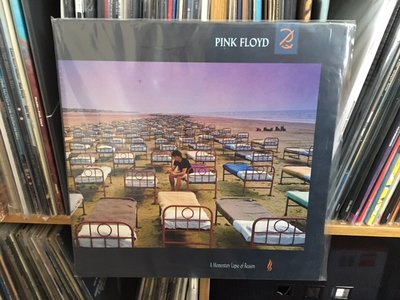 PINK FLOYD
A Momentary Lapse of Reason